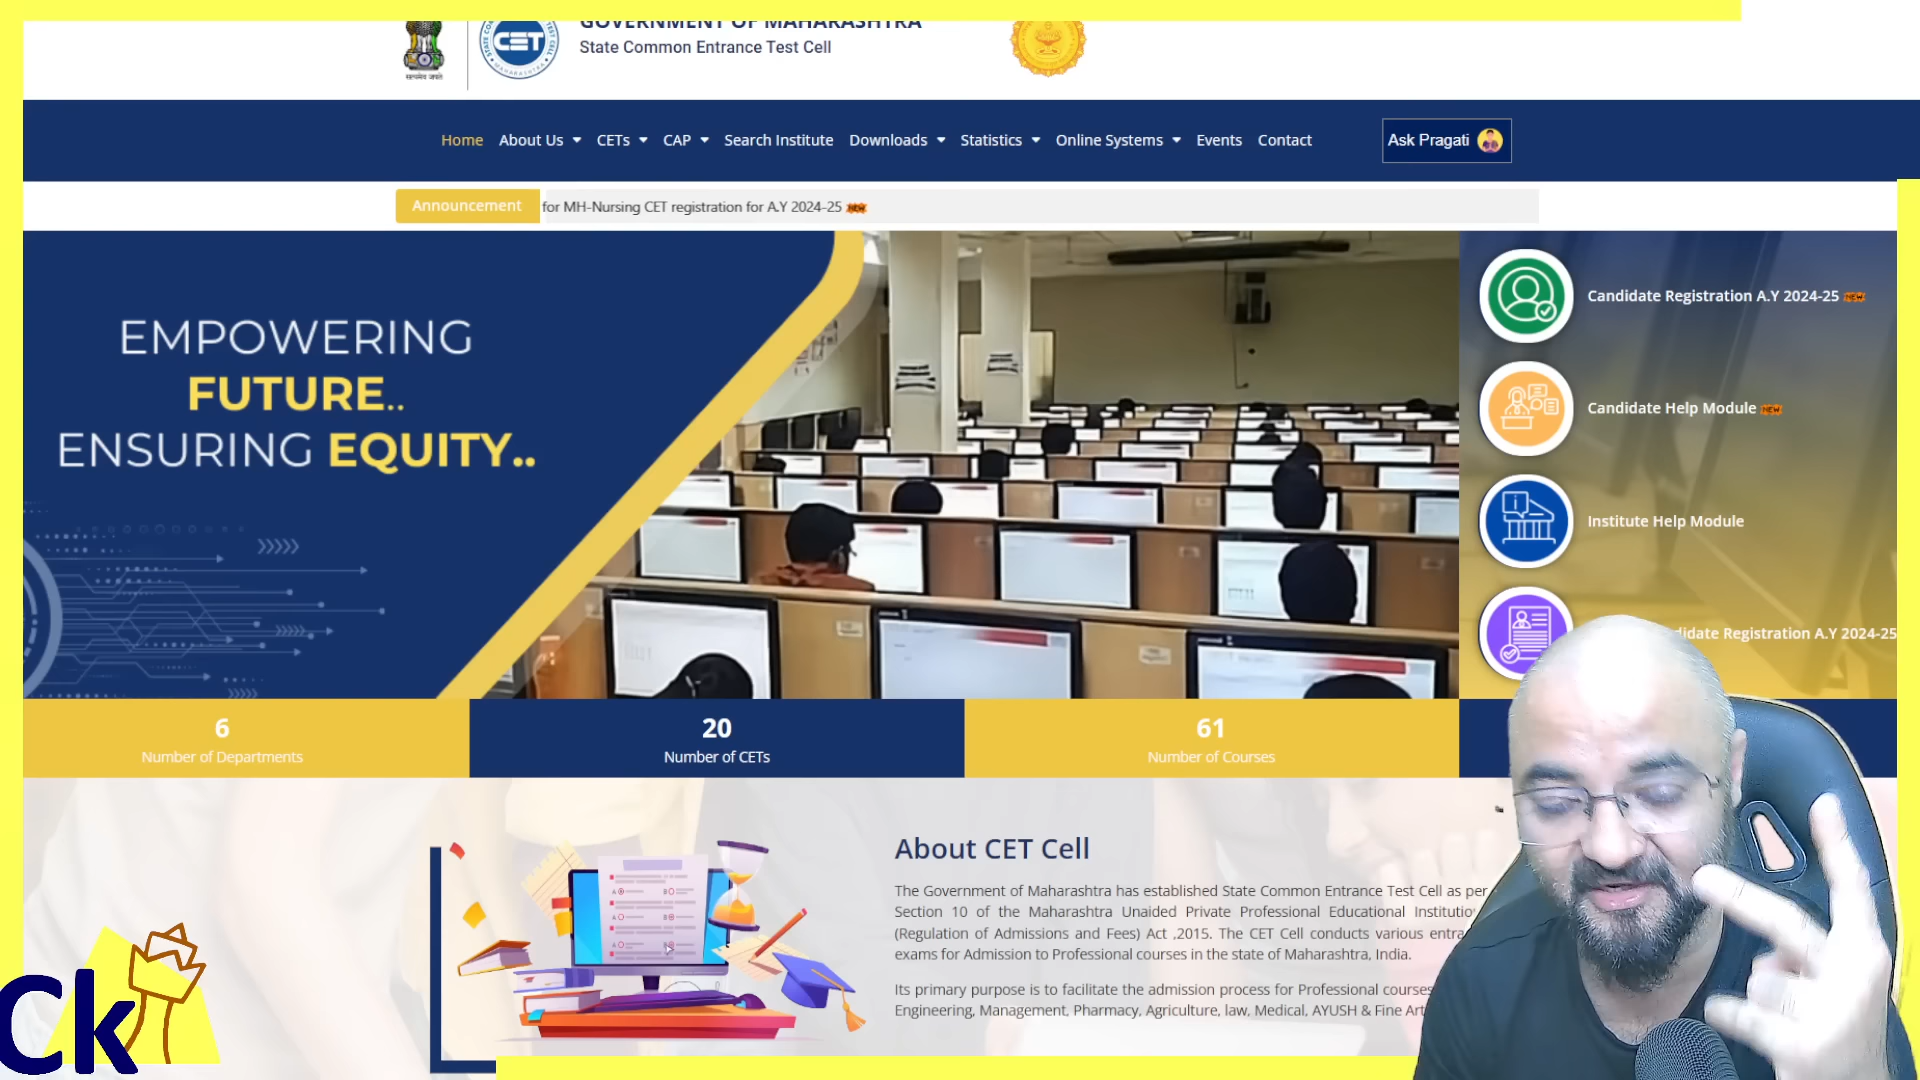 GOVERNMENT OF MAHARASHTRA
State Common Entrance Test Cell
सत्यमेव जयते
CET
Home
About Us
CETs
CAP
Search Institute
Downloads
Statistics
Online Systems
Events
Contact
Ask Pragati
Announcement
for MH-Nursing CET registration for A.Y 2024-25 NEW
EMPOWERING
FUTURE..
ENSURING EQUITY..
Candidate Registration A.Y 2024-25 NEW
Candidate Help Module NEW
Institute Help Module
didate Registration A.Y 2024-25
6
Number of Departments
20
Number of CETs
61
Number of Courses
About CET Cell
The Government of Maharashtra has established State Common Entrance Test Cell as per
Section 10 of the Maharashtra Unaided Private Professional Educational Institutio
(Regulation of Admissions and Fees) Act ,2015. The CET Cell conducts various entra
exams for Admission to Professional courses in the state of Maharashtra, India.
Its primary purpose is to facilitate the admission process for Professional courses
Engineering, Management, Pharmacy, Agriculture, law, Medical, AYUSH & Fine Art
Ck